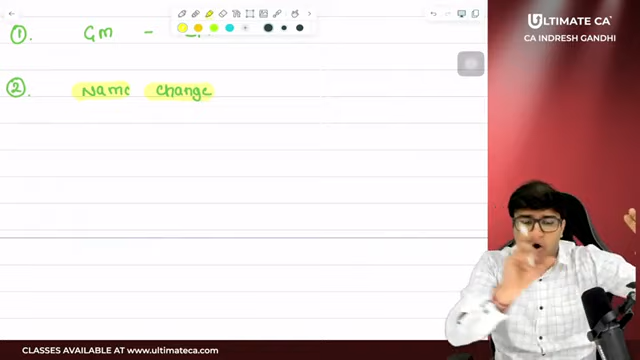 ULTIMATE CA
CA INDRESH GANDHI
①. GM -
②. Name Change
CLASSES AVAILABLE AT www.ultimateca.com